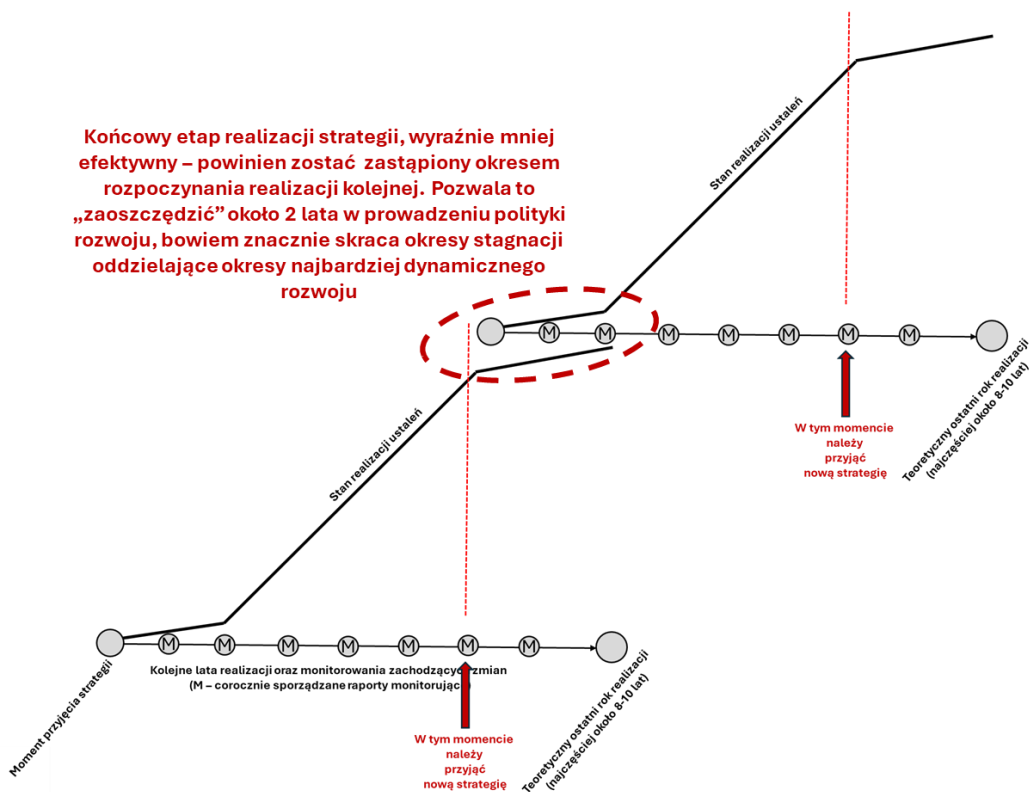 Końcowy etap realizacji strategii, wyraźnie mniej
efektywny – powinien zostać zastąpiony okresem
rozpoczynania realizacji kolejnej. Pozwala to
„zaoszczędzić” około 2 lata w prowadzeniu polityki
rozwoju, bowiem znacznie skraca okresy stagnacji
oddzielające okresy najbardziej dynamicznego
rozwoju
Stan realizacji ustaleń
M
M
M
M
M
M
M
W tym momencie
należy
przyjąć
nową strategię
Teoretyczny ostatni rok realizacji
(najczęściej około 8-10 lat)
Stan realizacji ustaleń
M
M
M
M
M
M
M
Moment przyjęcia strategii
Kolejne lata realizacji oraz monitorowania zachodzących zmian
(M – corocznie sporządzane raporty monitorujące)
W tym momencie
należy
przyjąć
nową strategię
Teoretyczny ostatni rok realizacji
(najczęściej około 8-10 lat)